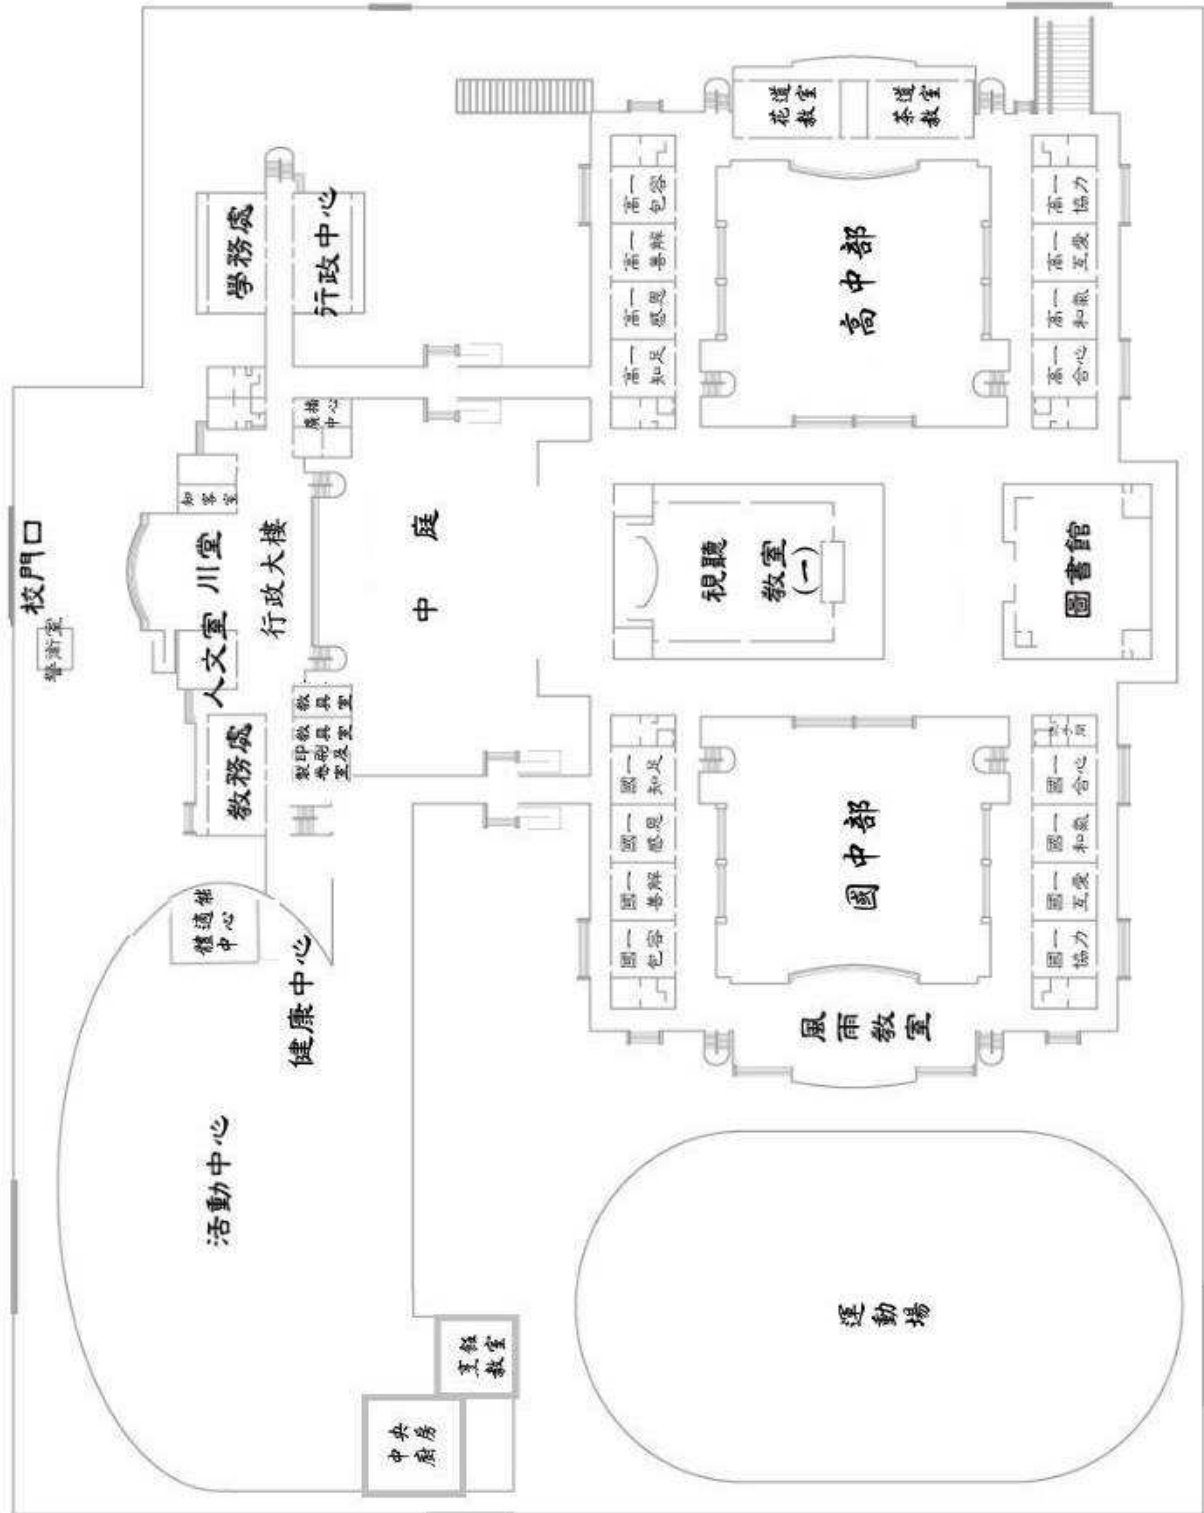 警衛室
校門口
活動中心
體適能
中心
教務處
人文室
川堂
知客室
學務處
健康中心
製卷室
印刷及
教具室
教具室
行政大樓
廣播
中心
行政中心
中央
廚房
烹飪
教室
中庭
國一
包容
國一
善解
國一
感恩
國一
知足
視聽
教室
(一)
高一
知足
高一
感恩
高一
善解
高一
包容
運動場
風雨教室
國中部
高中部
花道
教室
茶道
教室
國一
協力
國一
互愛
國一
和氣
國一
合心
圖書館
高一
合心
高一
和氣
高一
互愛
高一
協力